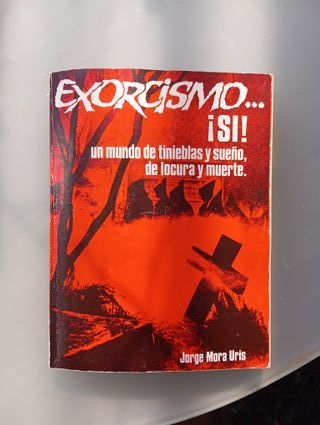 EXORCiSMO...
¡SI!
un mundo de tinieblas y sueño,
de locura y muerte.
Jorge Mora Uris